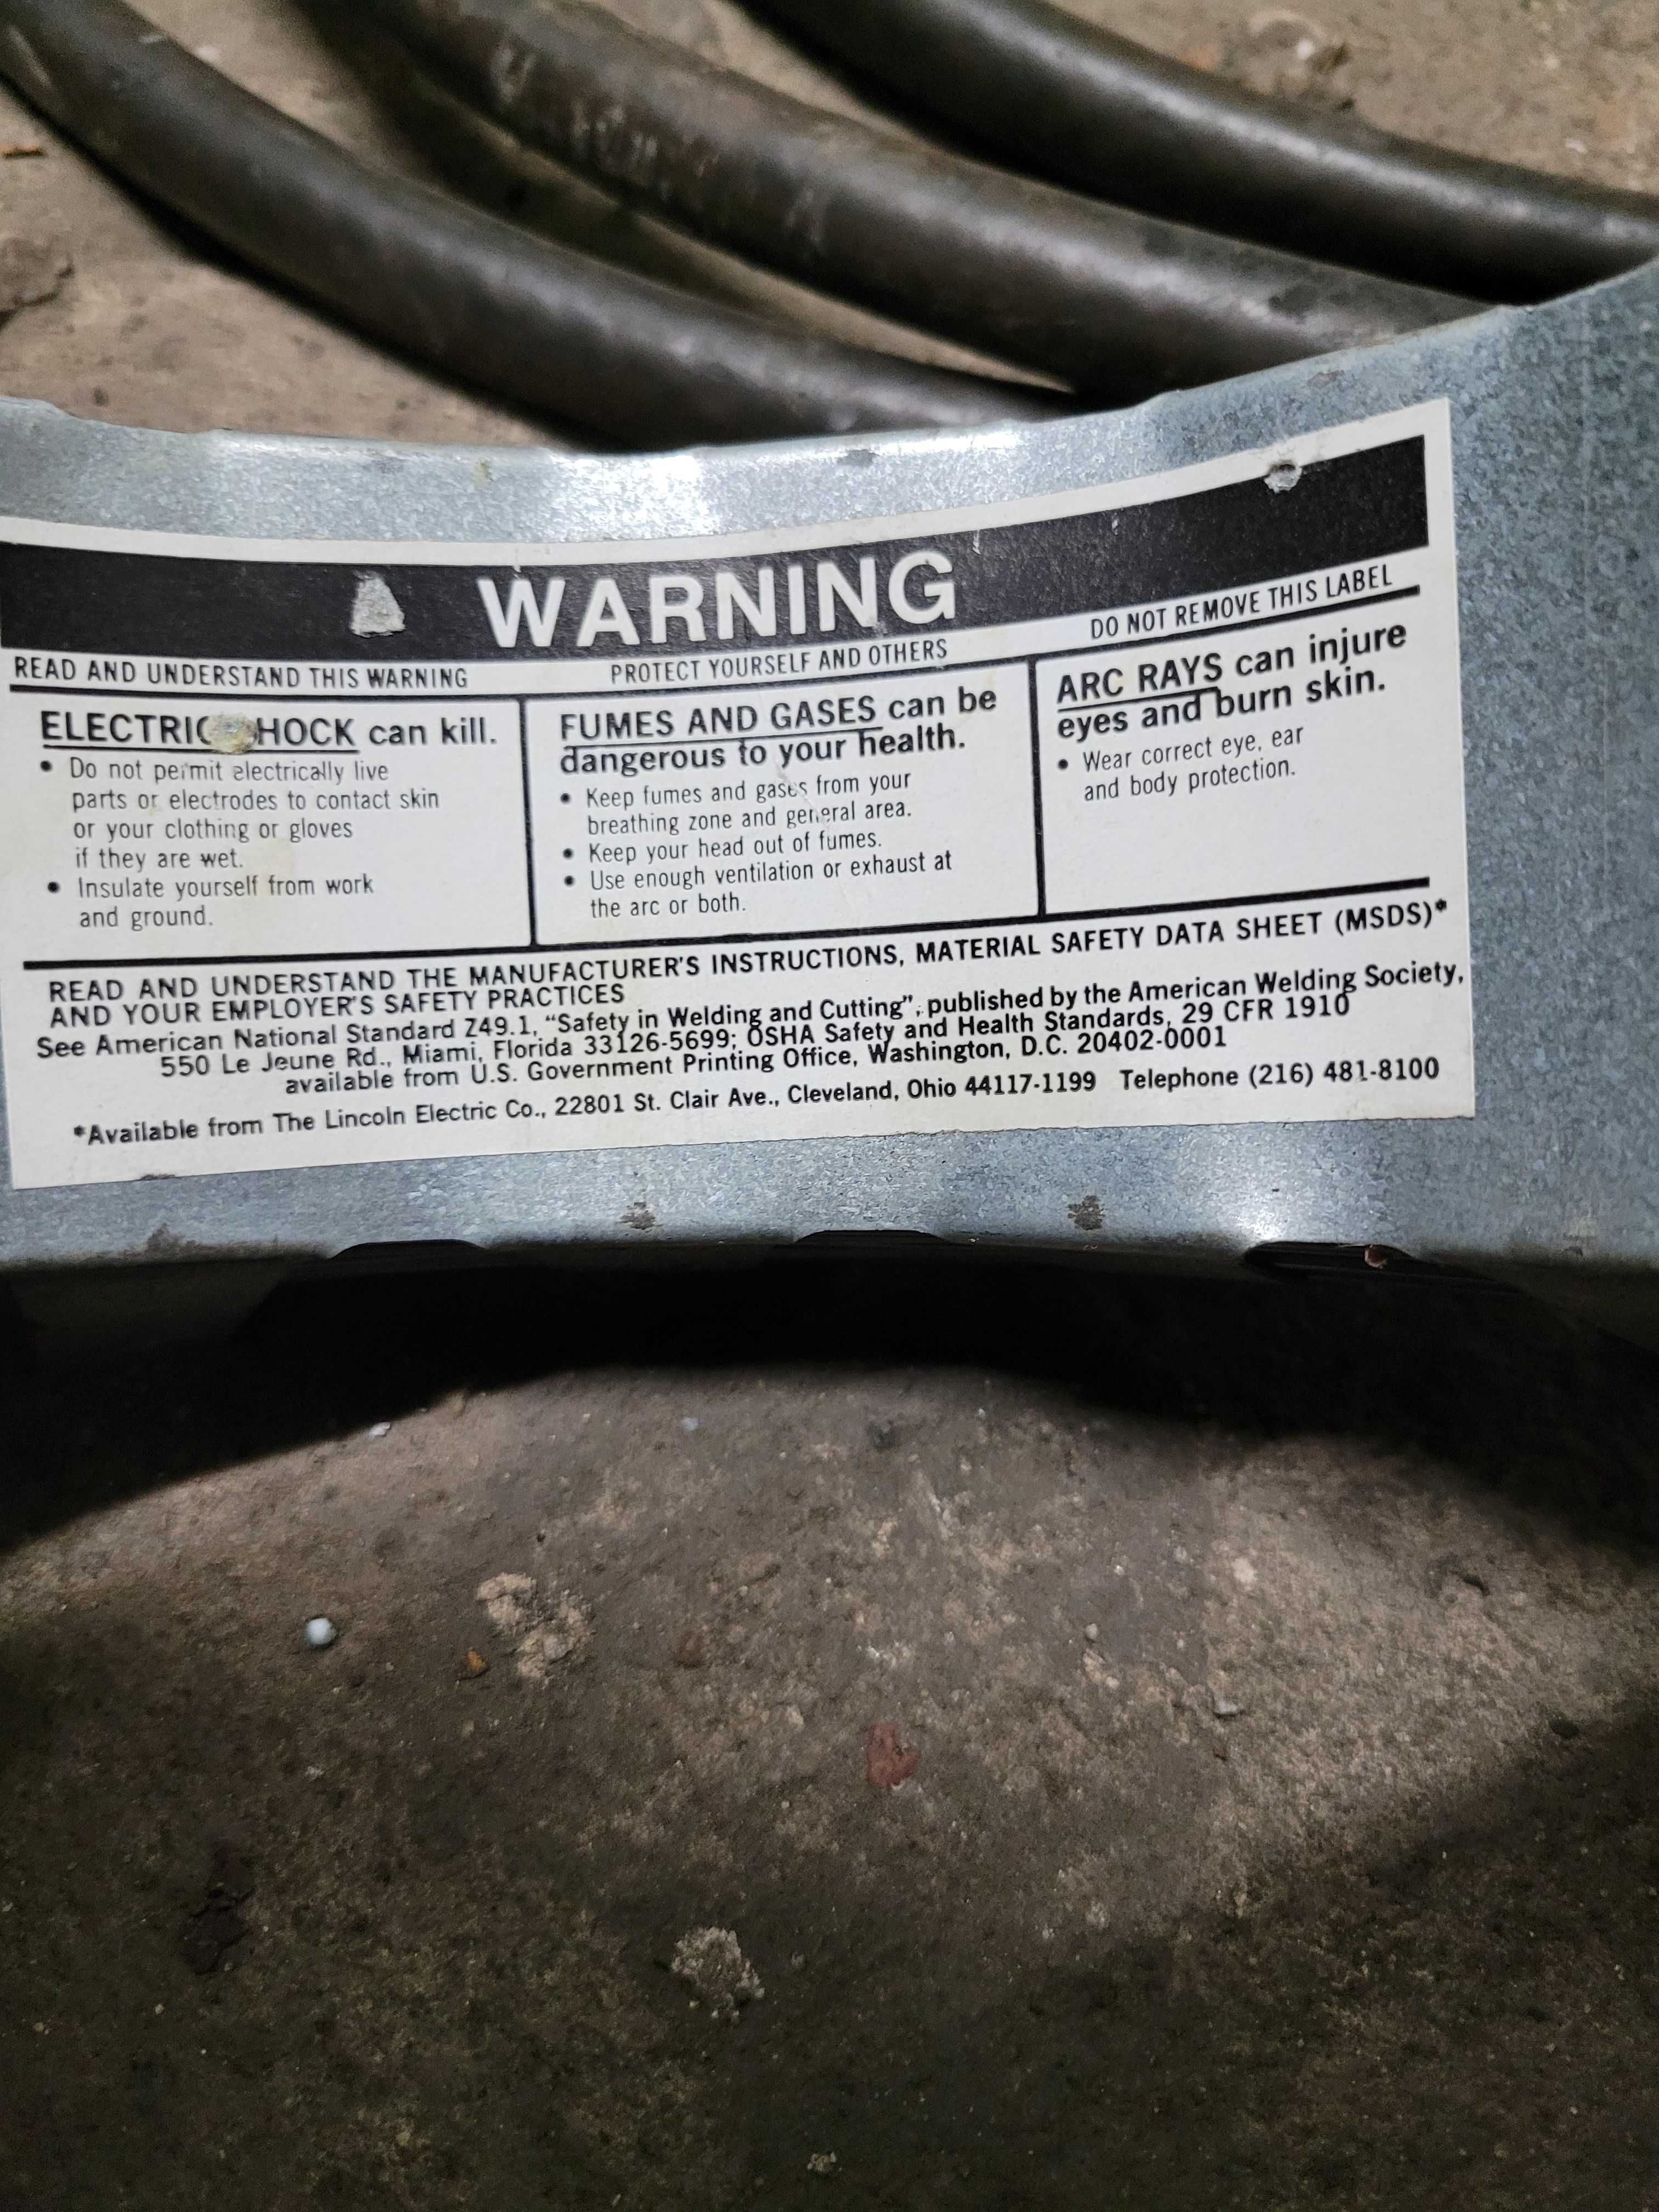 WARNING
READ AND UNDERSTAND THIS WARNING
PROTECT YOURSELF AND OTHERS
DO NOT REMOVE THIS LABEL
ELECTRIC HOCK can kill.
• Do not permit electrically live
parts or electrodes to contact skin
or your clothing or gloves
if they are wet.
• Insulate yourself from work
and ground.
FUMES AND GASES can be
dangerous to your health.
• Keep fumes and gases from your
breathing zone and general area.
• Keep your head out of fumes.
• Use enough ventilation or exhaust at
the arc or both.
ARC RAYS can injure
eyes and burn skin.
• Wear correct eye, ear
and body protection.
READ AND UNDERSTAND THE MANUFACTURER'S INSTRUCTIONS, MATERIAL SAFETY DATA SHEET (MSDS)*
AND YOUR EMPLOYER'S SAFETY PRACTICES
See American National Standard Z49.1, “Safety in Welding and Cutting”, published by the American Welding Society,
550 Le Jeune Rd., Miami, Florida 33126-5699; OSHA Safety and Health Standards, 29 CFR 1910
available from U.S. Government Printing Office, Washington, D.C. 20402-0001
*Available from The Lincoln Electric Co., 22801 St. Clair Ave., Cleveland, Ohio 44117-1199 Telephone (216) 481-8100